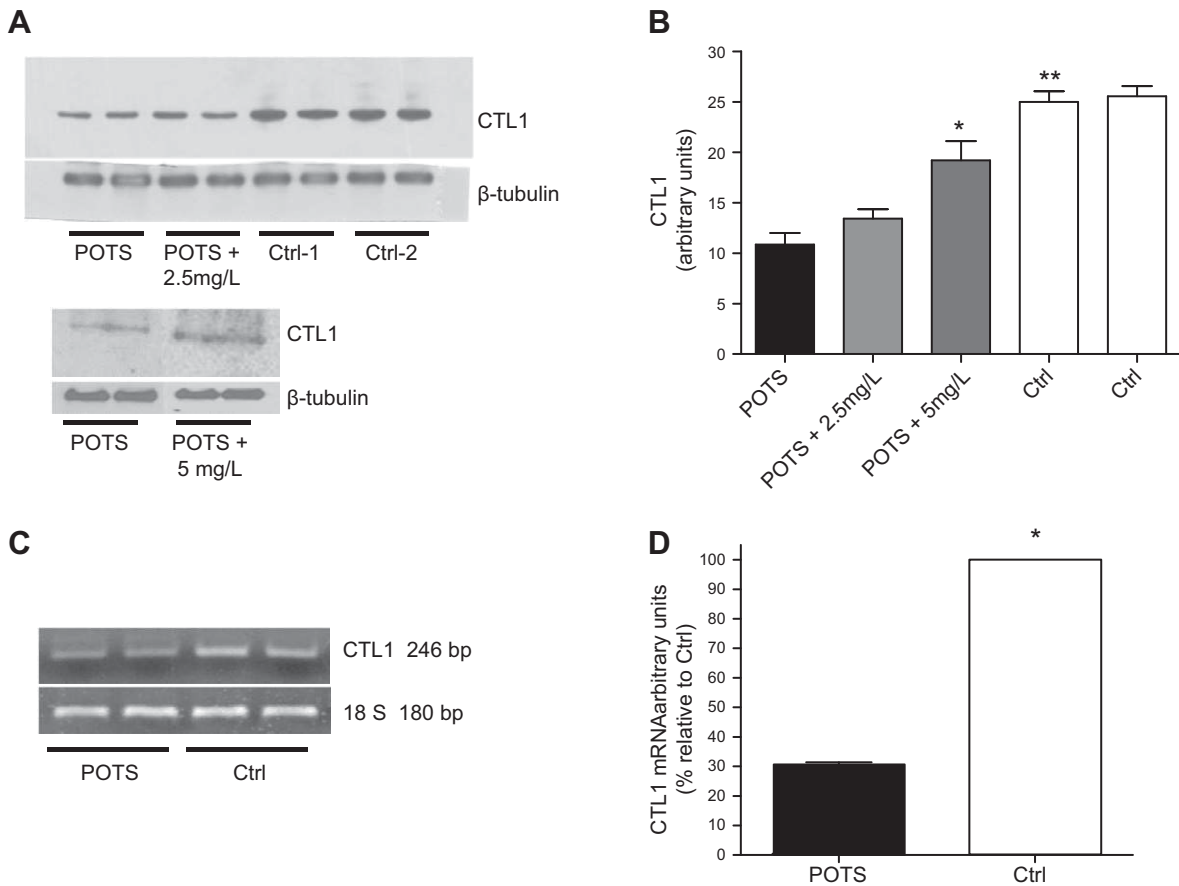 A
CTL1
β-tubulin
POTS
POTS +
2.5mg/L
Ctrl-1
Ctrl-2
CTL1
β-tubulin
POTS
POTS +
5 mg/L
B
CTL1
(arbitrary units)
30
25
20
15
10
5
0
*
**
POTS
POTS + 2.5mg/L
POTS + 5mg/L
Ctrl
Ctrl
C
CTL1 246 bp
18 S 180 bp
POTS
Ctrl
D
CTL1 mRNAarbitrary units
(% relative to Ctrl)
100
90
80
70
60
50
40
30
20
10
0
*
POTS
Ctrl